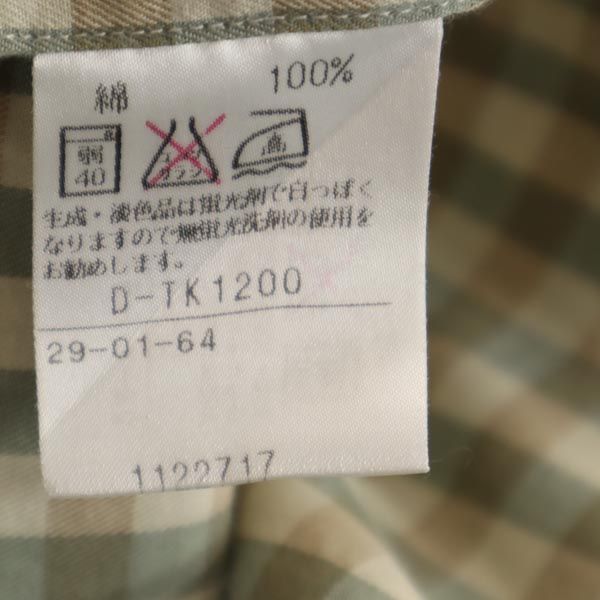 綿 100%
弱 40 高
生成・淡色品は蛍光剤で白っぽく
なりますので無蛍光洗剤の使用を
お勧めします。
D-TK1200
29-01-64
1122717